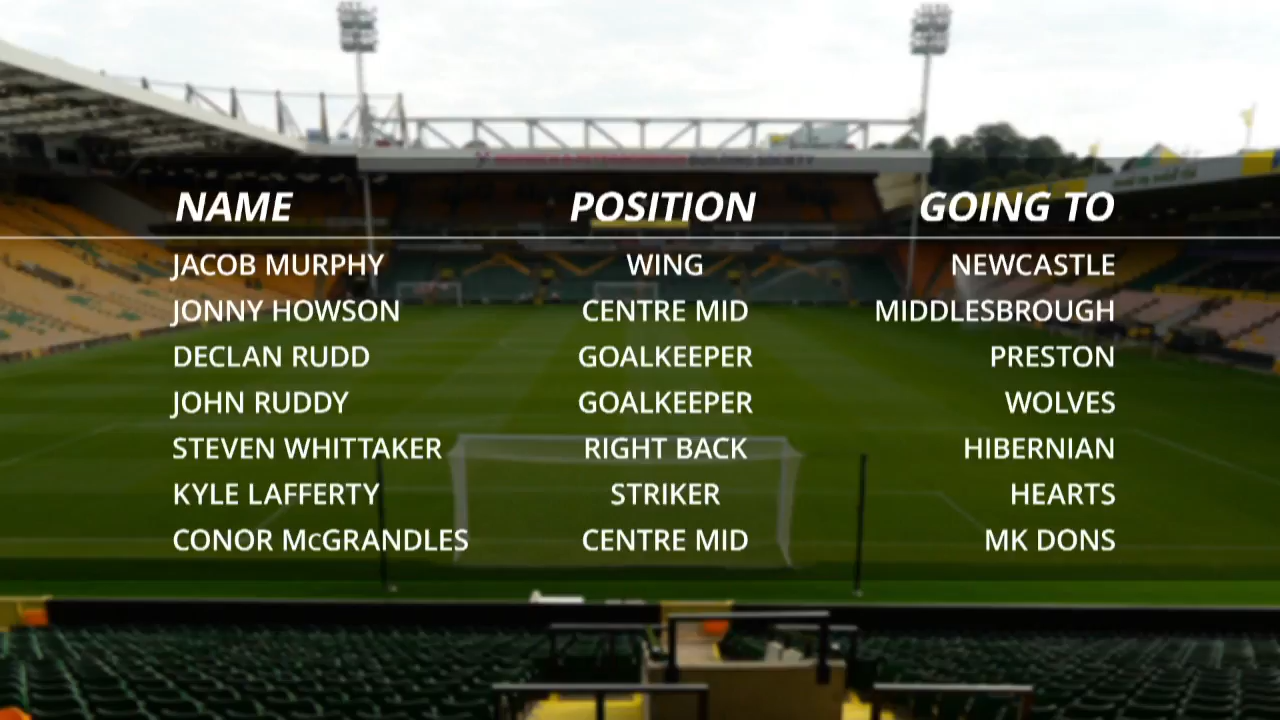 NAME POSITION GOING TO
JACOB MURPHY WING NEWCASTLE
JONNY HOWSON CENTRE MID MIDDLESBROUGH
DECLAN RUDD GOALKEEPER PRESTON
JOHN RUDDY GOALKEEPER WOLVES
STEVEN WHITTAKER RIGHT BACK HIBERNIAN
KYLE LAFFERTY STRIKER HEARTS
CONOR McGRANDLES CENTRE MID MK DONS